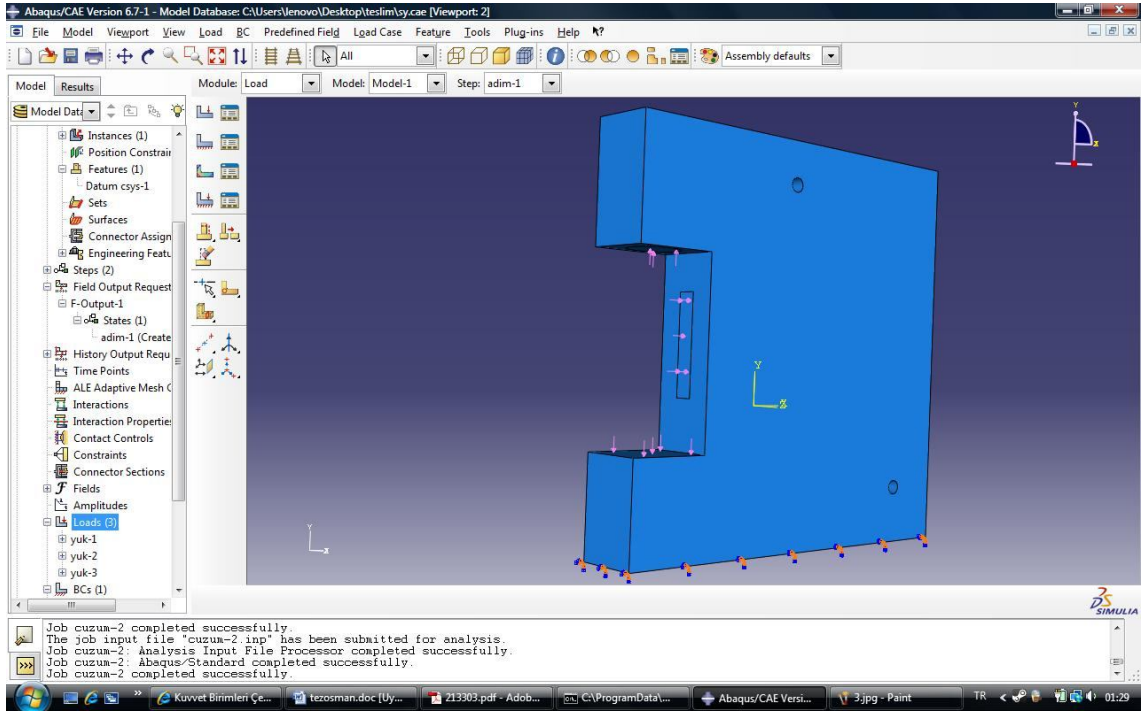 Abaqus/CAE Version 6.7-1 - Model Database: C:\Users\lenovo\Desktop\teslim\sy.cae [Viewport: 2]
File Model Viewport View Load BC Predefined Field Load Case Feature Tools Plug-ins Help
All
Assembly defaults
Model Results
Module: Load Model: Model-1 Step: adim-1
Model Data
Instances (1)
Position Constrain
Features (1)
Datum csys-1
Sets
Surfaces
Connector Assign
Engineering Featu
Steps (2)
Field Output Request
F-Output-1
States (1)
adim-1 (Create
History Output Requ
Time Points
ALE Adaptive Mesh C
Interactions
Interaction Properties
Contact Controls
Constraints
Connector Sections
Fields
Amplitudes
Loads (3)
yuk-1
yuk-2
yuk-3
BCs (1)
Y
Z
Y
Y
SIMULIA
Job cuzum-2 completed successfully.
The job input file "cuzum-2.inp" has been submitted for analysis.
Job cuzum-2: Analysis Input File Processor completed successfully.
Job cuzum-2: Abaqus/Standard completed successfully.
Job cuzum-2 completed successfully.
Kuvvet Birimleri Çe... tezosman.doc [Uy... 213303.pdf - Adob... C:\ProgramData\... Abaqus/CAE Versi... 3.jpg - Paint TR 01:29